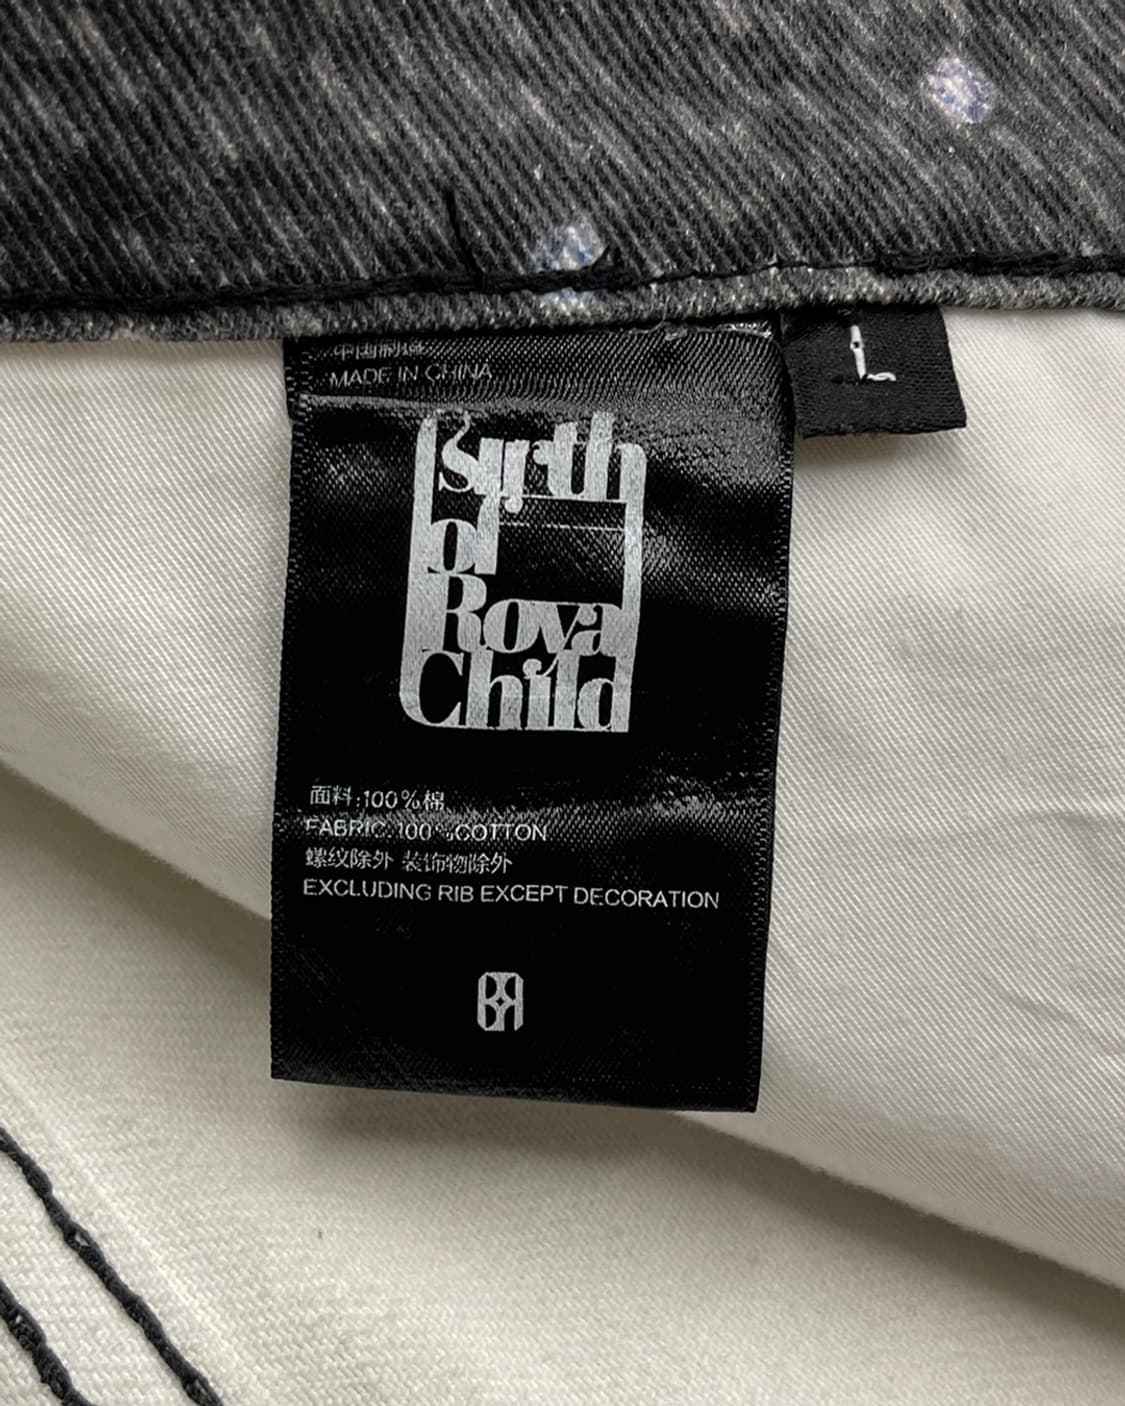 中国制造
MADE IN CHINA
L
Byrth
of
Royal
Child
面料:100%棉
FABRIC:100%COTTON
螺纹除外 装饰物除外
EXCLUDING RIB EXCEPT DECORATION